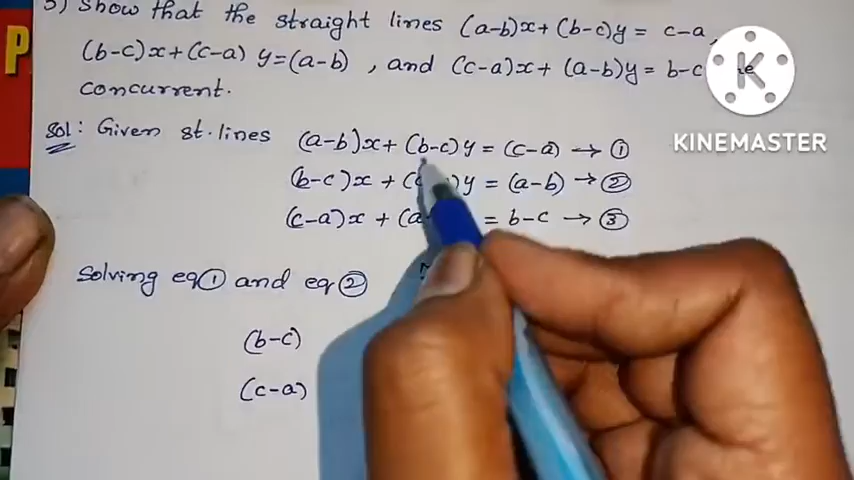 5) Show that the straight lines (a-b)x+(b-c)y = c-a,
(b-c)x+(c-a) y=(a-b) , and (c-a)x+ (a-b)y= b-c
concurrent.
Sol: Given st. lines (a-b)x+(b-c)y = (c-a) → ①
(b-c)x + y = (a-b) → ②
(c-a)x + = b-c → ③
Solving eq① and eq②
(b-c)
(c-a)
K
KINEMASTER
P